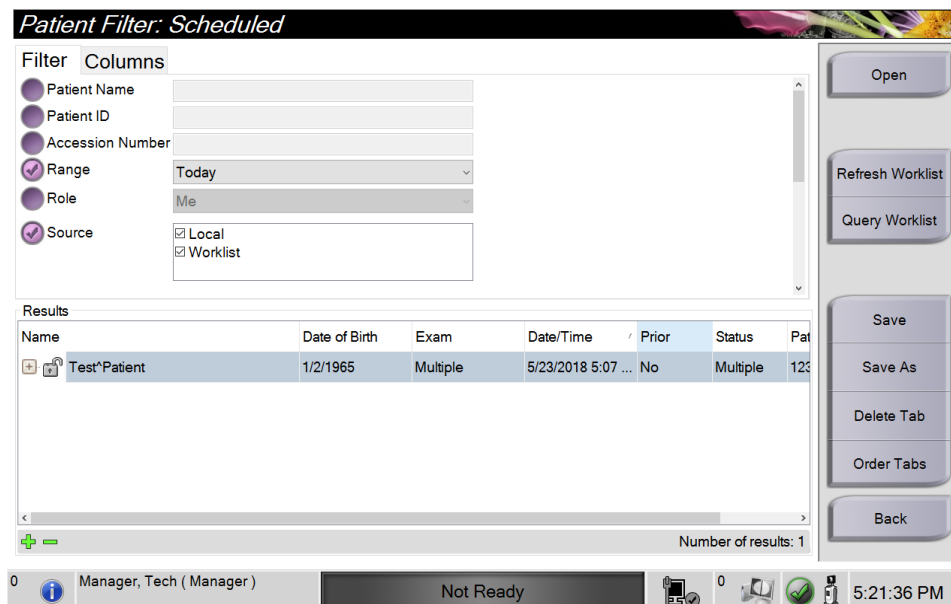 Patient Filter: Scheduled
Filter Columns
Patient Name
Patient ID
Accession Number
Range Today
Role Me
Source Local
Worklist
Open
Refresh Worklist
Query Worklist
Save
Save As
Delete Tab
Order Tabs
Back
Results
Name Date of Birth Exam Date/Time Prior Status Pat
Test^Patient 1/2/1965 Multiple 5/23/2018 5:07 ... No Multiple 123
Number of results: 1
0 Manager, Tech ( Manager ) Not Ready 0 5:21:36 PM